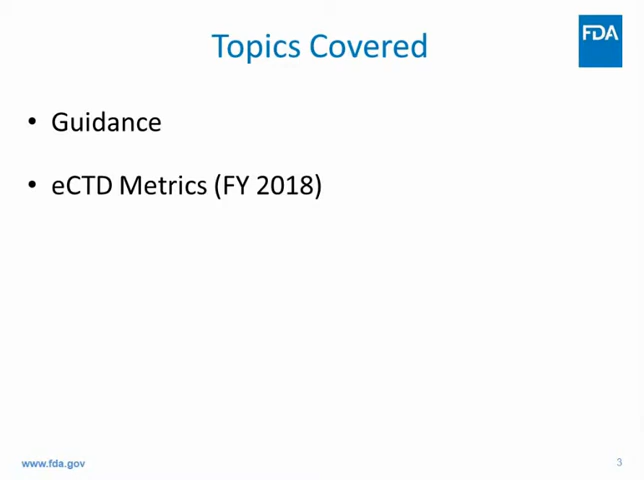 Topics Covered
FDA
• Guidance
• eCTD Metrics (FY 2018)
www.fda.gov
3